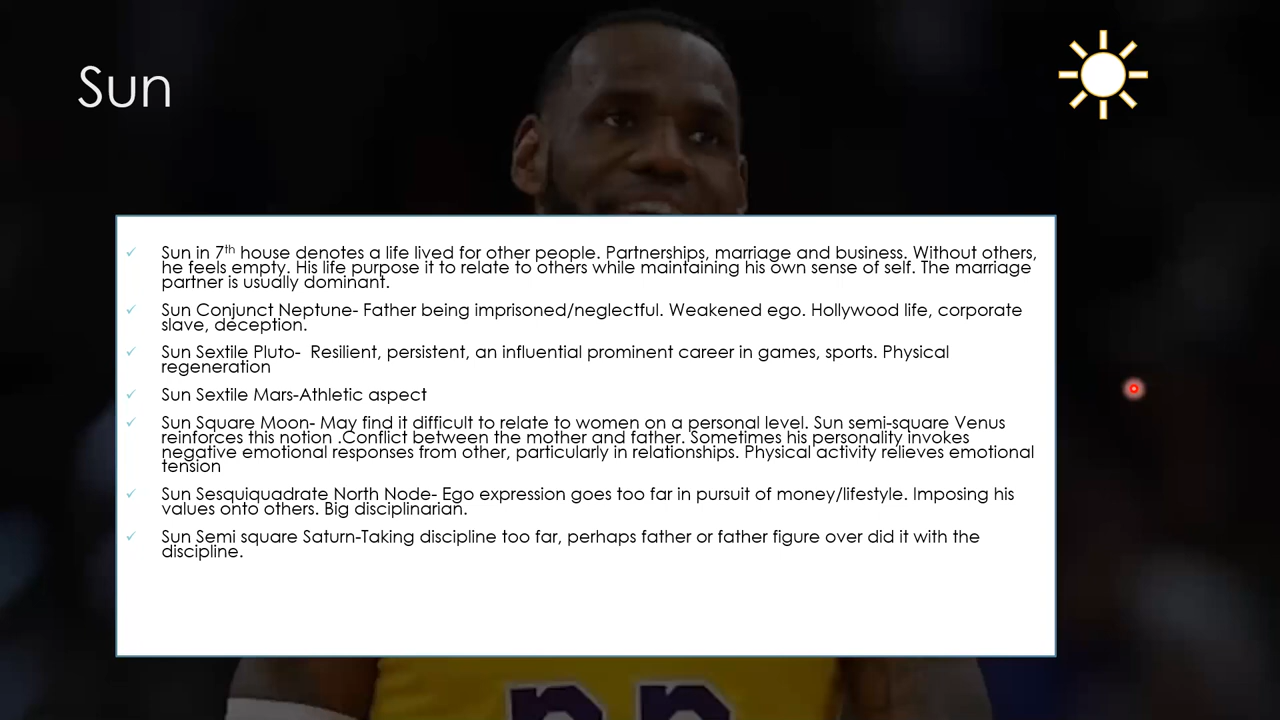 Sun
Sun in 7th house denotes a life lived for other people. Partnerships, marriage and business. Without others,
he feels empty. His life purpose it to relate to others while maintaining his own sense of self. The marriage
partner is usually dominant.
Sun Conjunct Neptune- Father being imprisoned/neglectful. Weakened ego. Hollywood life, corporate
slave, deception.
Sun Sextile Pluto-  Resilient, persistent, an influential prominent career in games, sports. Physical
regeneration
Sun Sextile Mars-Athletic aspect
Sun Square Moon- May find it difficult to relate to women on a personal level. Sun semi-square Venus
reinforces this notion .Conflict between the mother and father. Sometimes his personality invokes
negative emotional responses from other, particularly in relationships. Physical activity relieves emotional
tension
Sun Sesquiquadrate North Node- Ego expression goes too far in pursuit of money/lifestyle. Imposing his
values onto others. Big disciplinarian.
Sun Semi square Saturn-Taking discipline too far, perhaps father or father figure over did it with the
discipline.